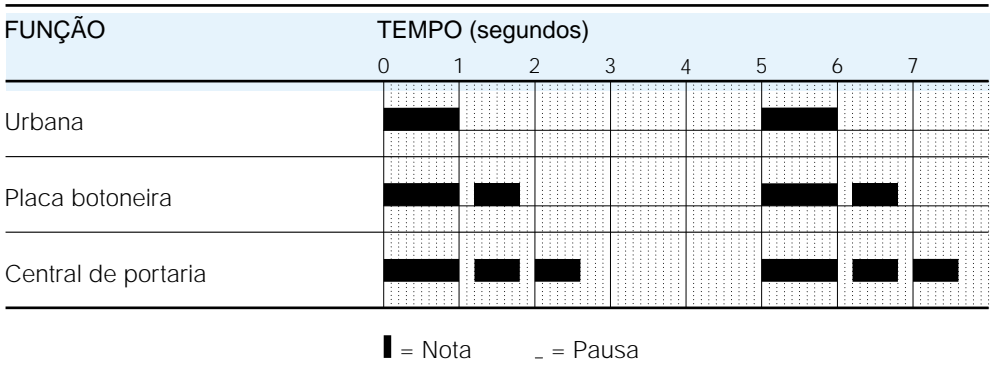 FUNÇÃO TEMPO (segundos)
0 1 2 3 4 5 6 7
Urbana
Placa botoneira
Central de portaria
= Nota _ = Pausa